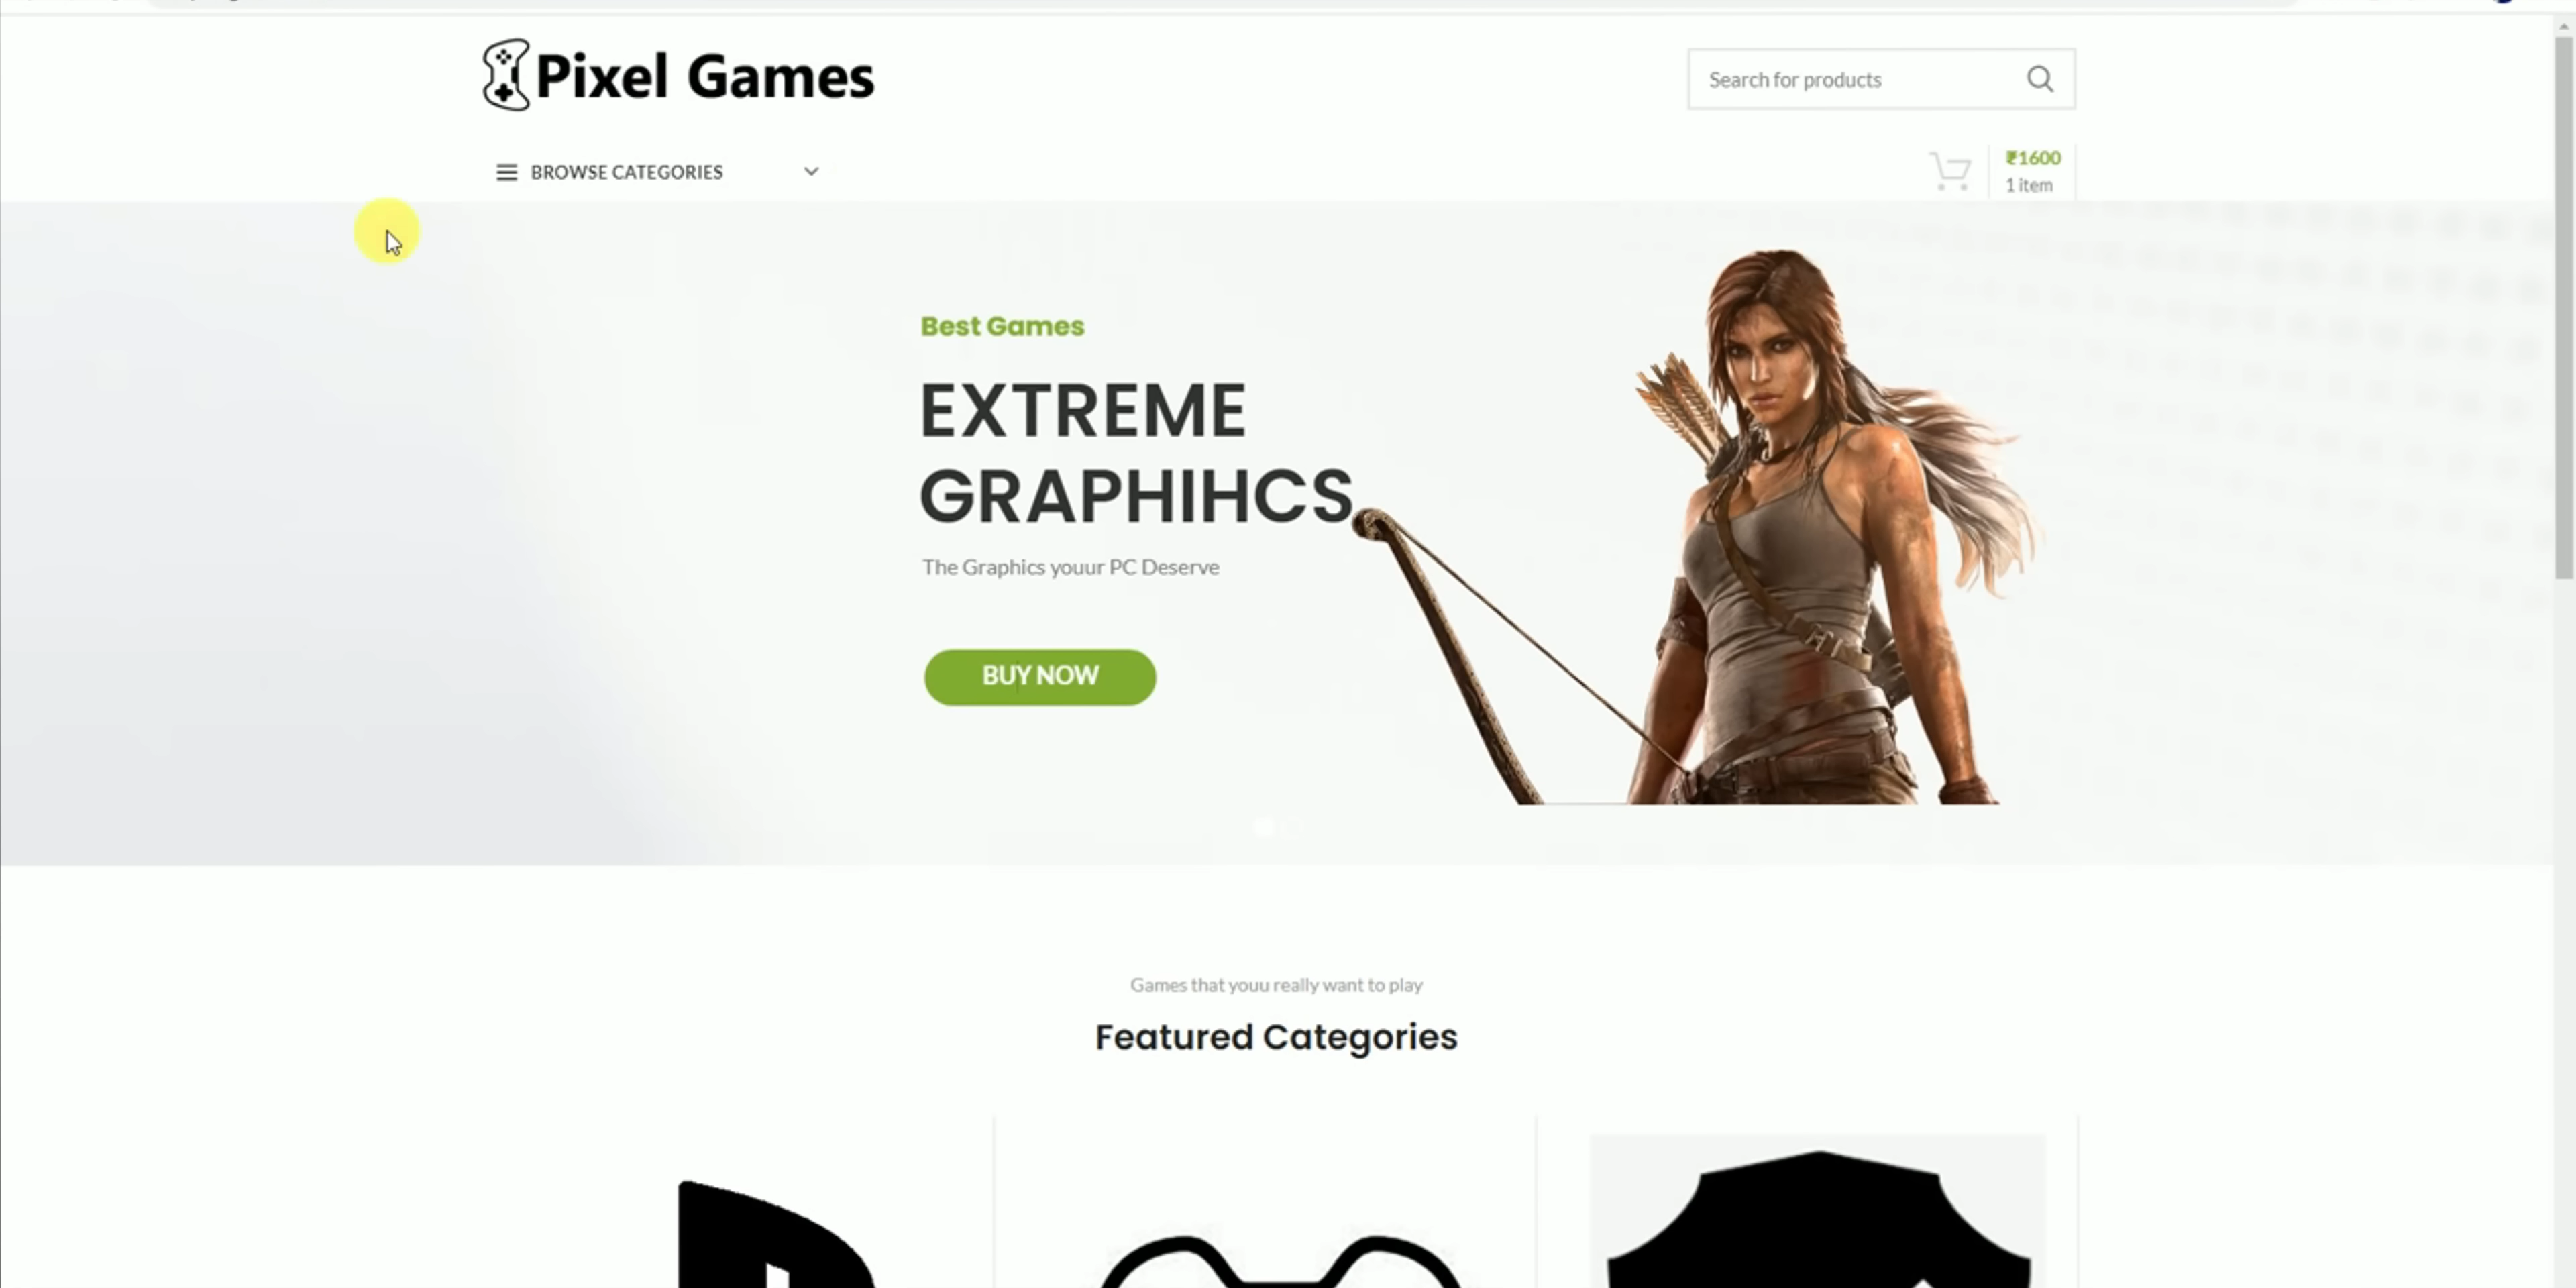 Pixel Games
Search for products
BROWSE CATEGORIES
₹1600
1 item
Best Games
EXTREME
GRAPHIHCS
The Graphics youur PC Deserve
BUY NOW
Games that youu really want to play
Featured Categories